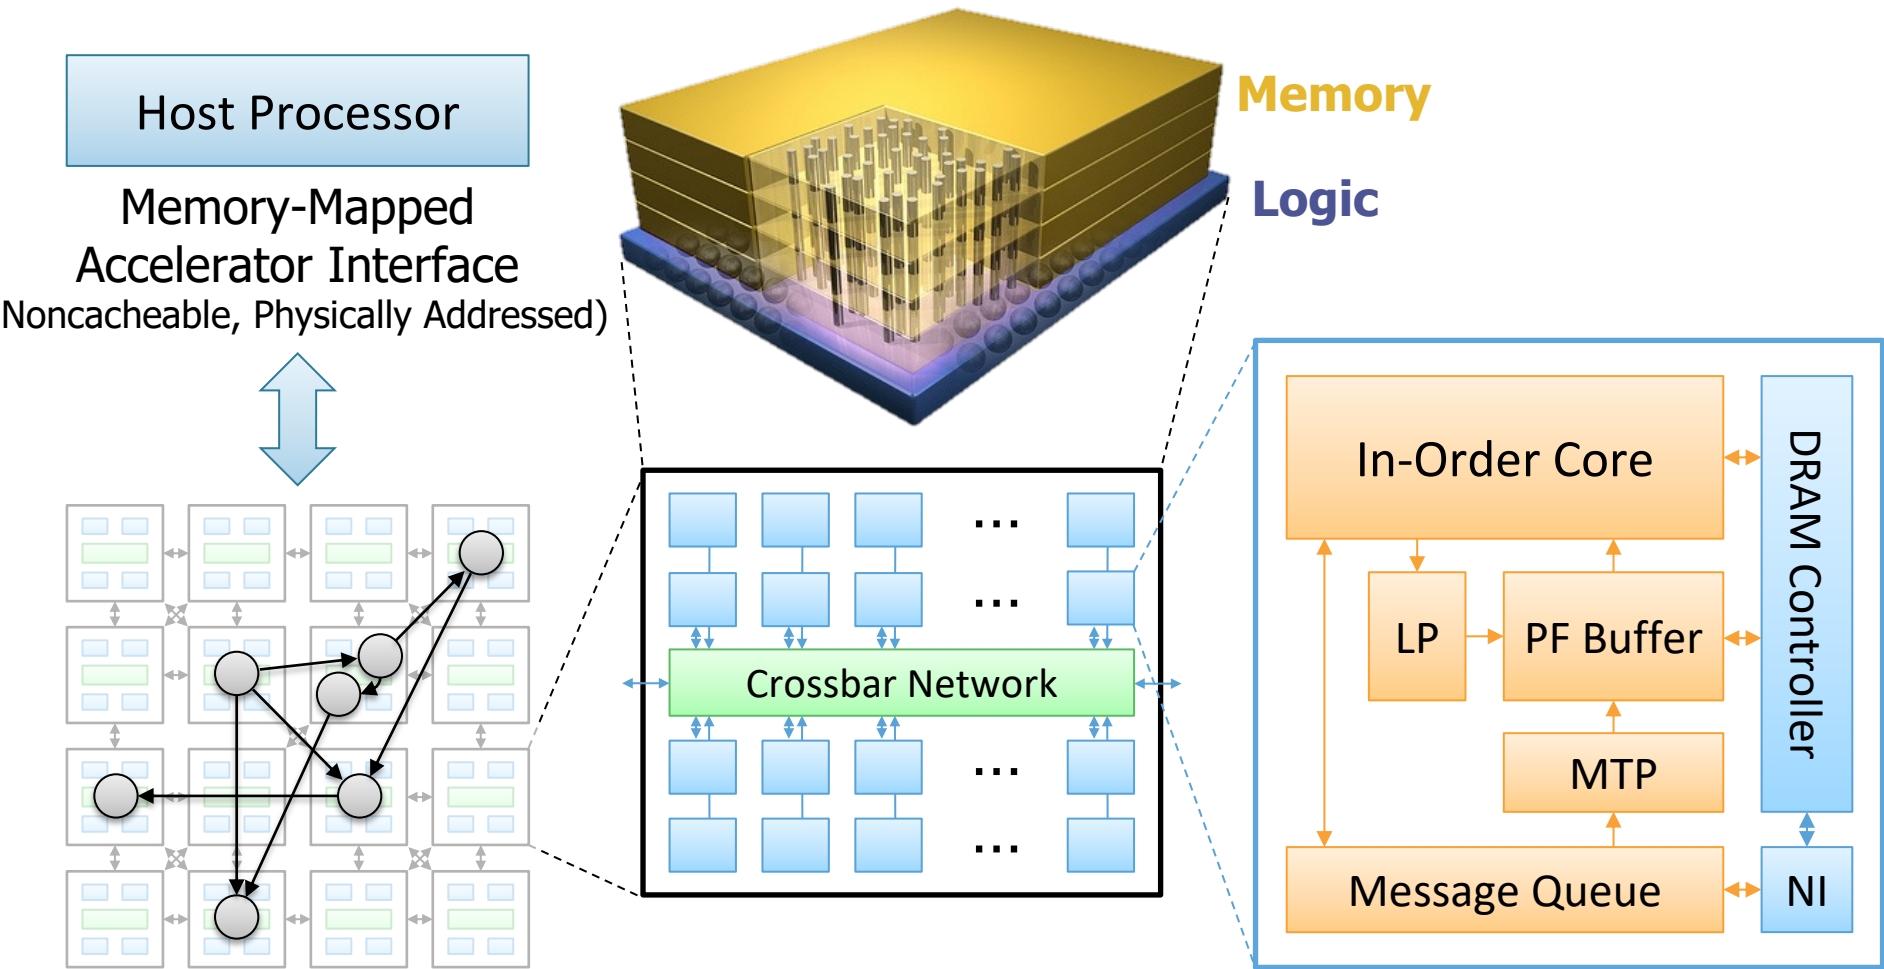 Host Processor
Memory-Mapped
Accelerator Interface
Noncacheable, Physically Addressed)
Memory
Logic
...
...
Crossbar Network
...
...
In-Order Core
DRAM Controller
LP
PF Buffer
MTP
Message Queue
NI